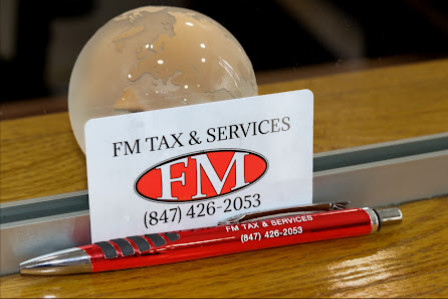 FM TAX & SERVICES
FM
(847) 426-2053
FM TAX & SERVICES
(847) 426-2053